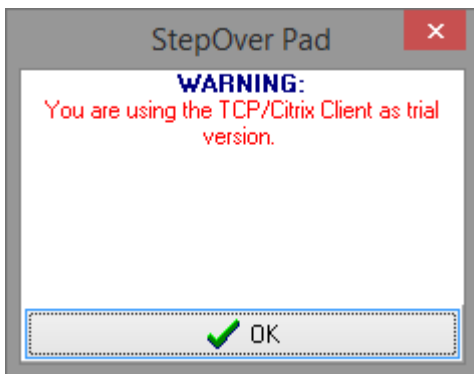 StepOver Pad
WARNING:
You are using the TCP/Citrix Client as trial
version.
OK